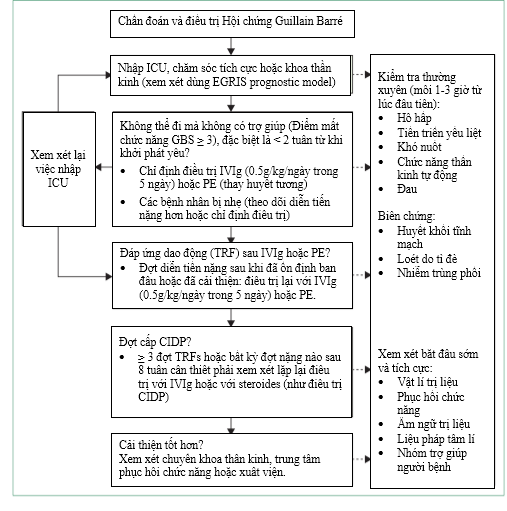 Chẩn đoán và điều trị Hội chứng Guillain Barré
Nhập ICU, chăm sóc tích cực hoặc khoa thần
kinh (xem xét dùng EGRIS prognostic model)
Không thể đi mà không có trợ giúp (Điểm mất
chức năng GBS ≥ 3), đặc biệt là < 2 tuần từ khi
khởi phát yếu?
• Chỉ định điều trị IVIg (0.5g/kg/ngày trong
5 ngày) hoặc PE (thay huyết tương)
• Các bệnh nhân bị nhẹ (theo dõi diễn tiến
nặng hơn hoặc chỉ định điều trị)
Xem xét lại
việc nhập
ICU
Đáp ứng dao động (TRF) sau IVIg hoặc PE?
• Đợt diễn tiến nặng sau khi đã ổn định ban
đầu hoặc đã cải thiện: điều trị lại với IVIg
(0.5g/kg/ngày trong 5 ngày) hoặc PE.
Đợt cấp CIDP?
• ≥ 3 đợt TRFs hoặc bất kỳ đợt nặng nào sau
8 tuần cần thiết phải xem xét lặp lại điều
trị với IVIg hoặc với steroides (như điều trị
CIDP)
Cải thiện tốt hơn?
Xem xét chuyên khoa thần kinh, trung tâm
phục hồi chức năng hoặc xuất viện.
Kiểm tra thường
xuyên (mỗi 1-3 giờ từ
lúc đầu tiên):
• Hô hấp
• Tiến triển yếu liệt
• Khó nuốt
• Chức năng thần
kinh tự động
• Đau
Biến chứng:
• Huyết khối tĩnh
mạch
• Loét do tì đè
• Nhiễm trùng phổi
Xem xét bắt đầu sớm
và tích cực:
• Vật lí trị liệu
• Phục hồi chức
năng
• Âm ngữ trị liệu
• Liệu pháp tâm lí
• Nhóm trợ giúp
người bệnh